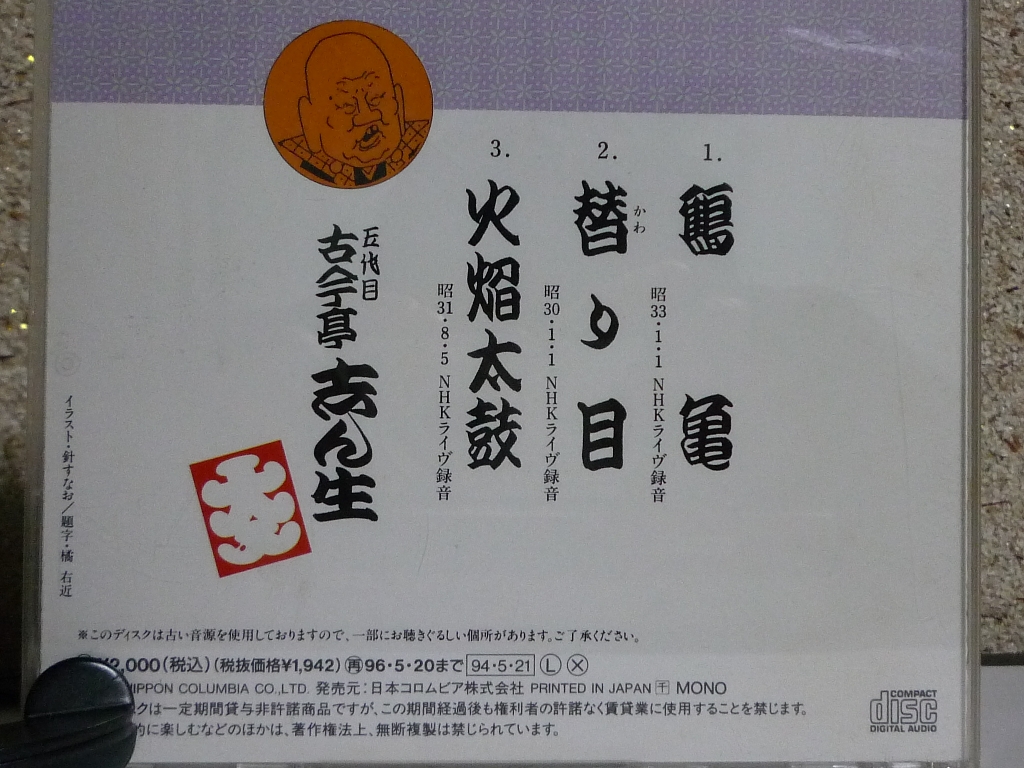 1.
鶴亀
昭33・1・1 NHKライヴ録音
2.
替り目
かわ
昭30・1・1 NHKライヴ録音
3.
火焔太鼓
昭31・8・5 NHKライヴ録音
五代目
古今亭 志ん生
イラスト・針すなお/題字・橘 右近
※このディスクは古い音源を使用しておりますので、一部にお聴きぐるしい個所があります。ご了承ください。
¥2,000(税込)(税抜価格¥1,942) 再96・5・20まで 94・5・21 L X
NIPPON COLUMBIA CO.,LTD. 発売元:日本コロムビア株式会社 PRINTED IN JAPAN MONO
クは一定期間貸与非許諾商品ですが、この期間経過後も権利者の許諾なく賃貸業に使用することを禁じます。
的に楽しむなどのほかは、著作権法上、無断複製は禁じられています。
COMPACT
disc
DIGITAL AUDIO